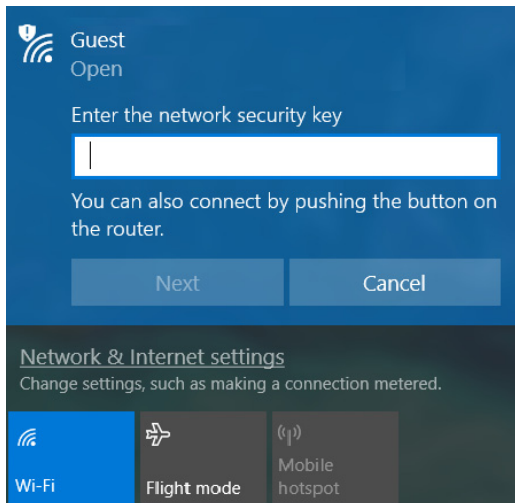 Guest
Open
Enter the network security key
You can also connect by pushing the button on
the router.
Next
Cancel
Network & Internet settings
Change settings, such as making a connection metered.
Wi-Fi
Flight mode
Mobile
hotspot